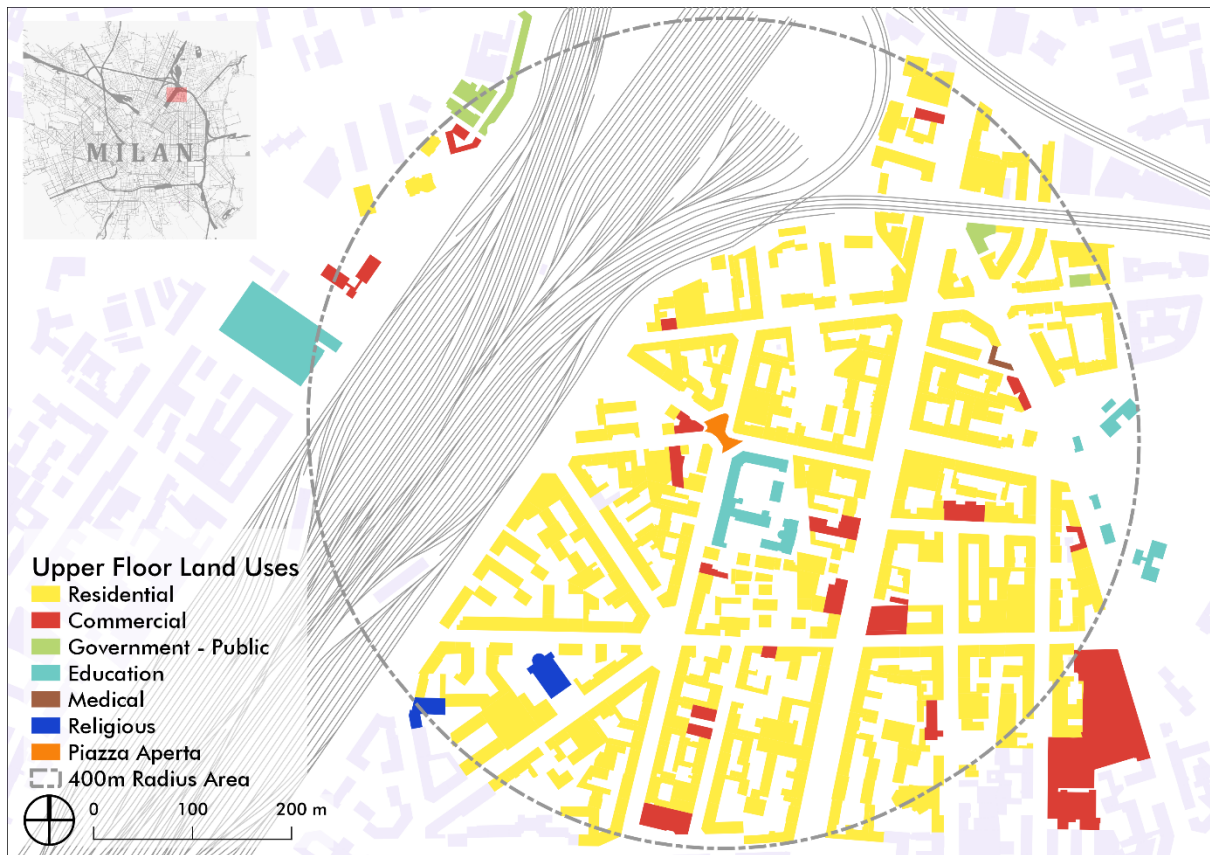 MILAN
Upper Floor Land Uses
Residential
Commercial
Government - Public
Education
Medical
Religious
Piazza Aperta
400m Radius Area
0 100 200 m